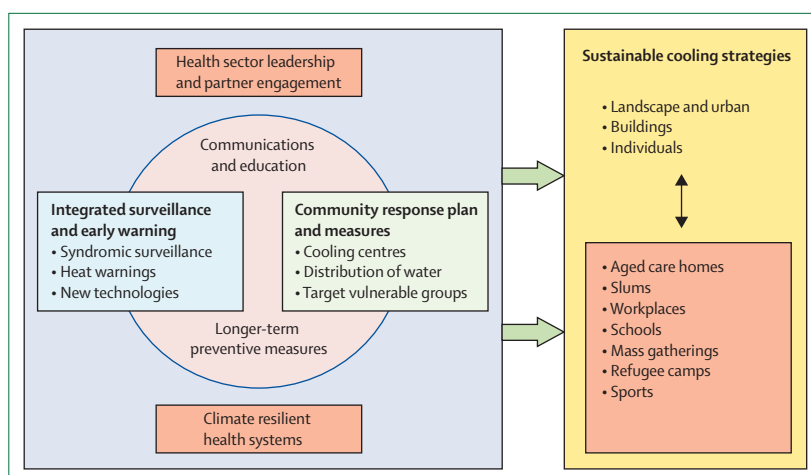 Health sector leadership
and partner engagement
Communications
and education
Integrated surveillance
and early warning
• Syndromic surveillance
• Heat warnings
• New technologies
Community response plan
and measures
• Cooling centres
• Distribution of water
• Target vulnerable groups
Longer-term
preventive measures
Climate resilient
health systems
Sustainable cooling strategies
• Landscape and urban
• Buildings
• Individuals
• Aged care homes
• Slums
• Workplaces
• Schools
• Mass gatherings
• Refugee camps
• Sports